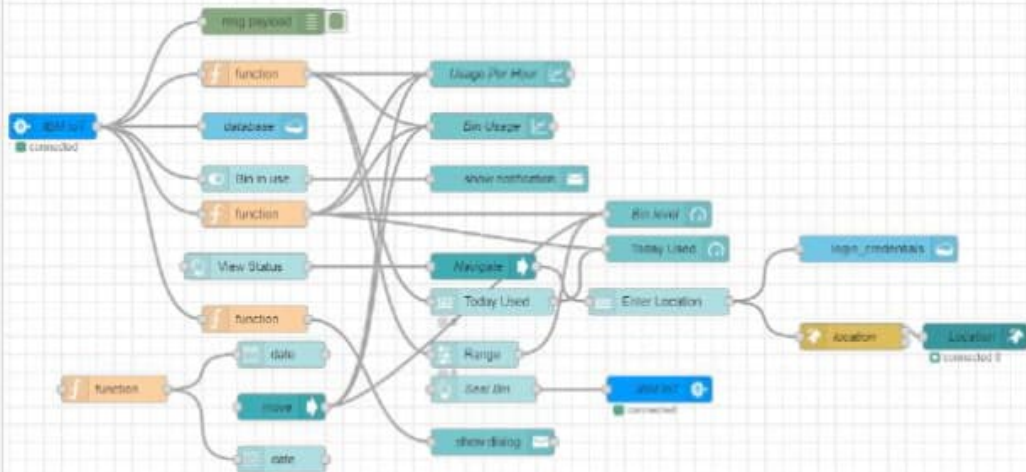 msg.payload
function
Usage Per Hour
IBM IoT
connected
database
Bin Usage
Bin in use
show notification
function
Bin level
Today Used
login_credentials
View Status
Navigate
Today Used
Enter Location
function
location
Location
connected
date
Range
function
Seal Bin
IBM IoT
connected
move
show dialog
date